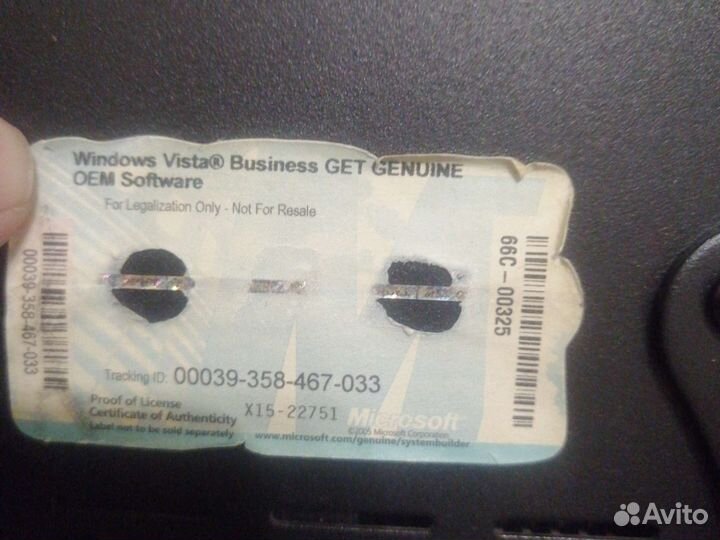 Windows Vista® Business GET GENUINE
OEM Software
For Legalization Only - Not For Resale
00039-358-467-033
66C-00325
Tracking ID: 00039-358-467-033
Proof of License
Certificate of Authenticity
X15-22751
Microsoft
Label not to be sold separately
©2005 Microsoft Corporation
www.microsoft.com/genuine/systembuilder
Avito